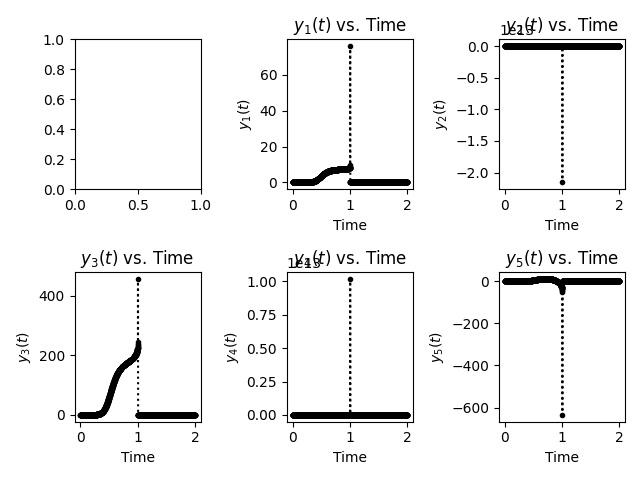 y₁(t) vs. Time
y₂(t) vs. Time
1e13
1.0
0.8
0.6
0.4
0.2
0.0
0.0 0.5 1.0
y₁(t)
60
40
20
0
0 1 2
Time
y₂(t)
0.0
−0.5
−1.0
−1.5
−2.0
0 1 2
Time
y₃(t) vs. Time
y₄(t) vs. Time
1e13
y₅(t) vs. Time
y₃(t)
400
200
0
0 1 2
Time
y₄(t)
1.00
0.75
0.50
0.25
0.00
0 1 2
Time
y₅(t)
0
−200
−400
−600
0 1 2
Time